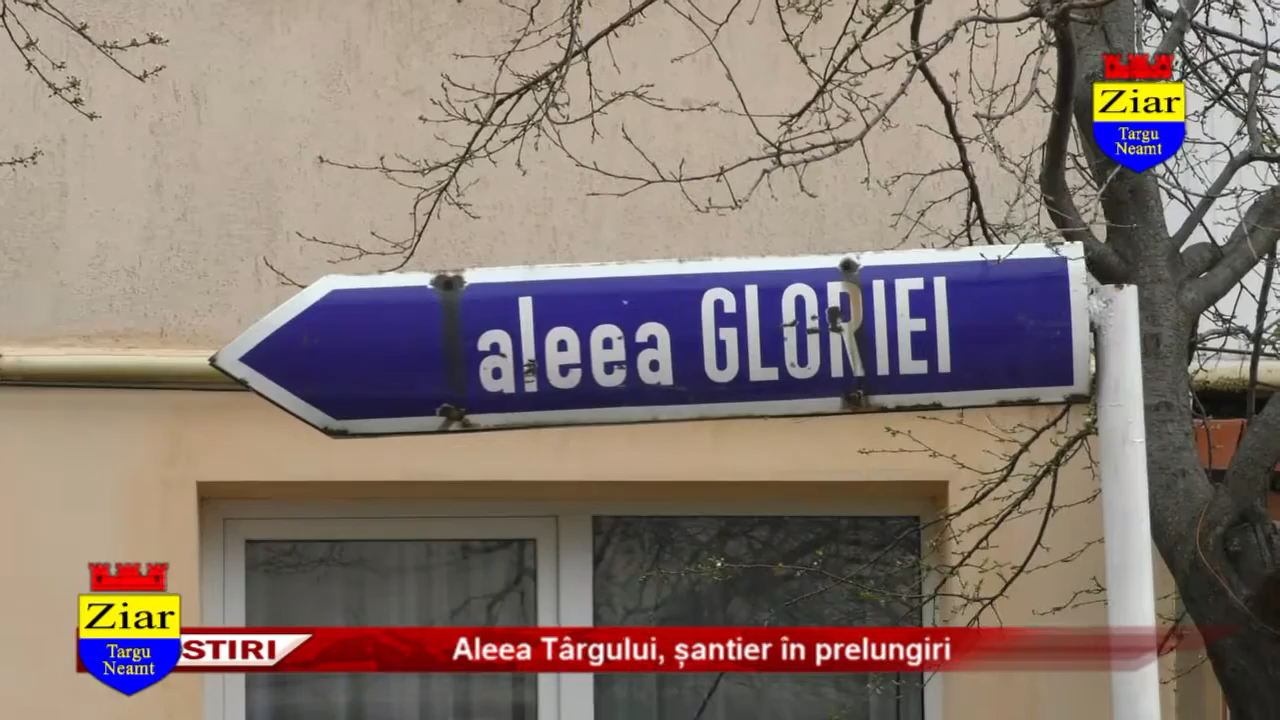 Ziar
Targu
Neamt
aleea GLORIEI
Ziar
Targu
Neamt
STIRI
Aleea Târgului, șantier în prelungiri